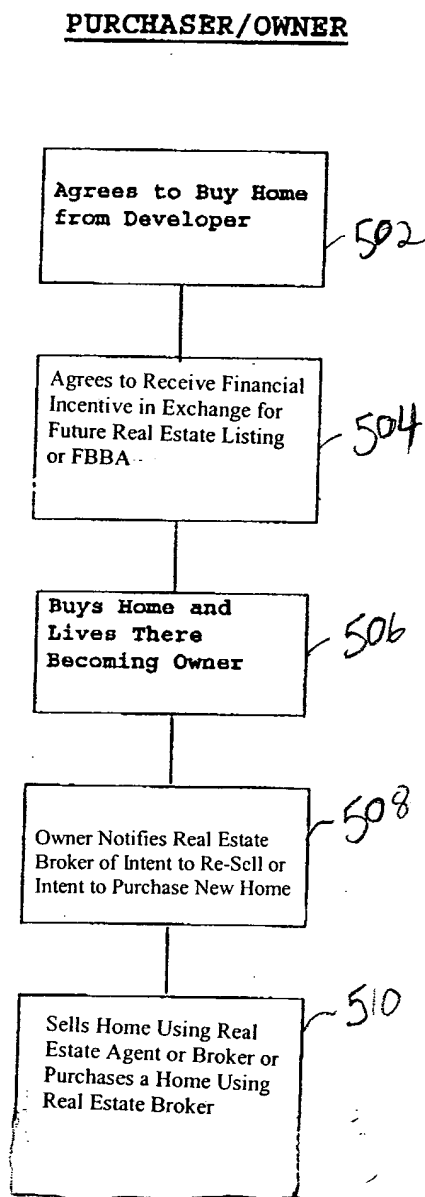 PURCHASER/OWNER
Agrees to Buy Home
from Developer
502
Agrees to Receive Financial
Incentive in Exchange for
Future Real Estate Listing
or FBBA
504
Buys Home and
Lives There
Becoming Owner
506
Owner Notifies Real Estate
Broker of Intent to Re-Sell or
Intent to Purchase New Home
508
Sells Home Using Real
Estate Agent or Broker or
Purchases a Home Using
Real Estate Broker
510